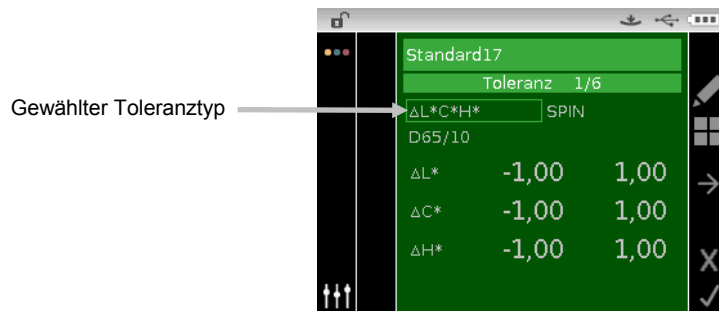 Standard17
Toleranz 1/6
Gewählter Toleranztyp
ΔL*C*H* SPIN
D65/10
ΔL* -1,00 1,00
ΔC* -1,00 1,00
ΔH* -1,00 1,00